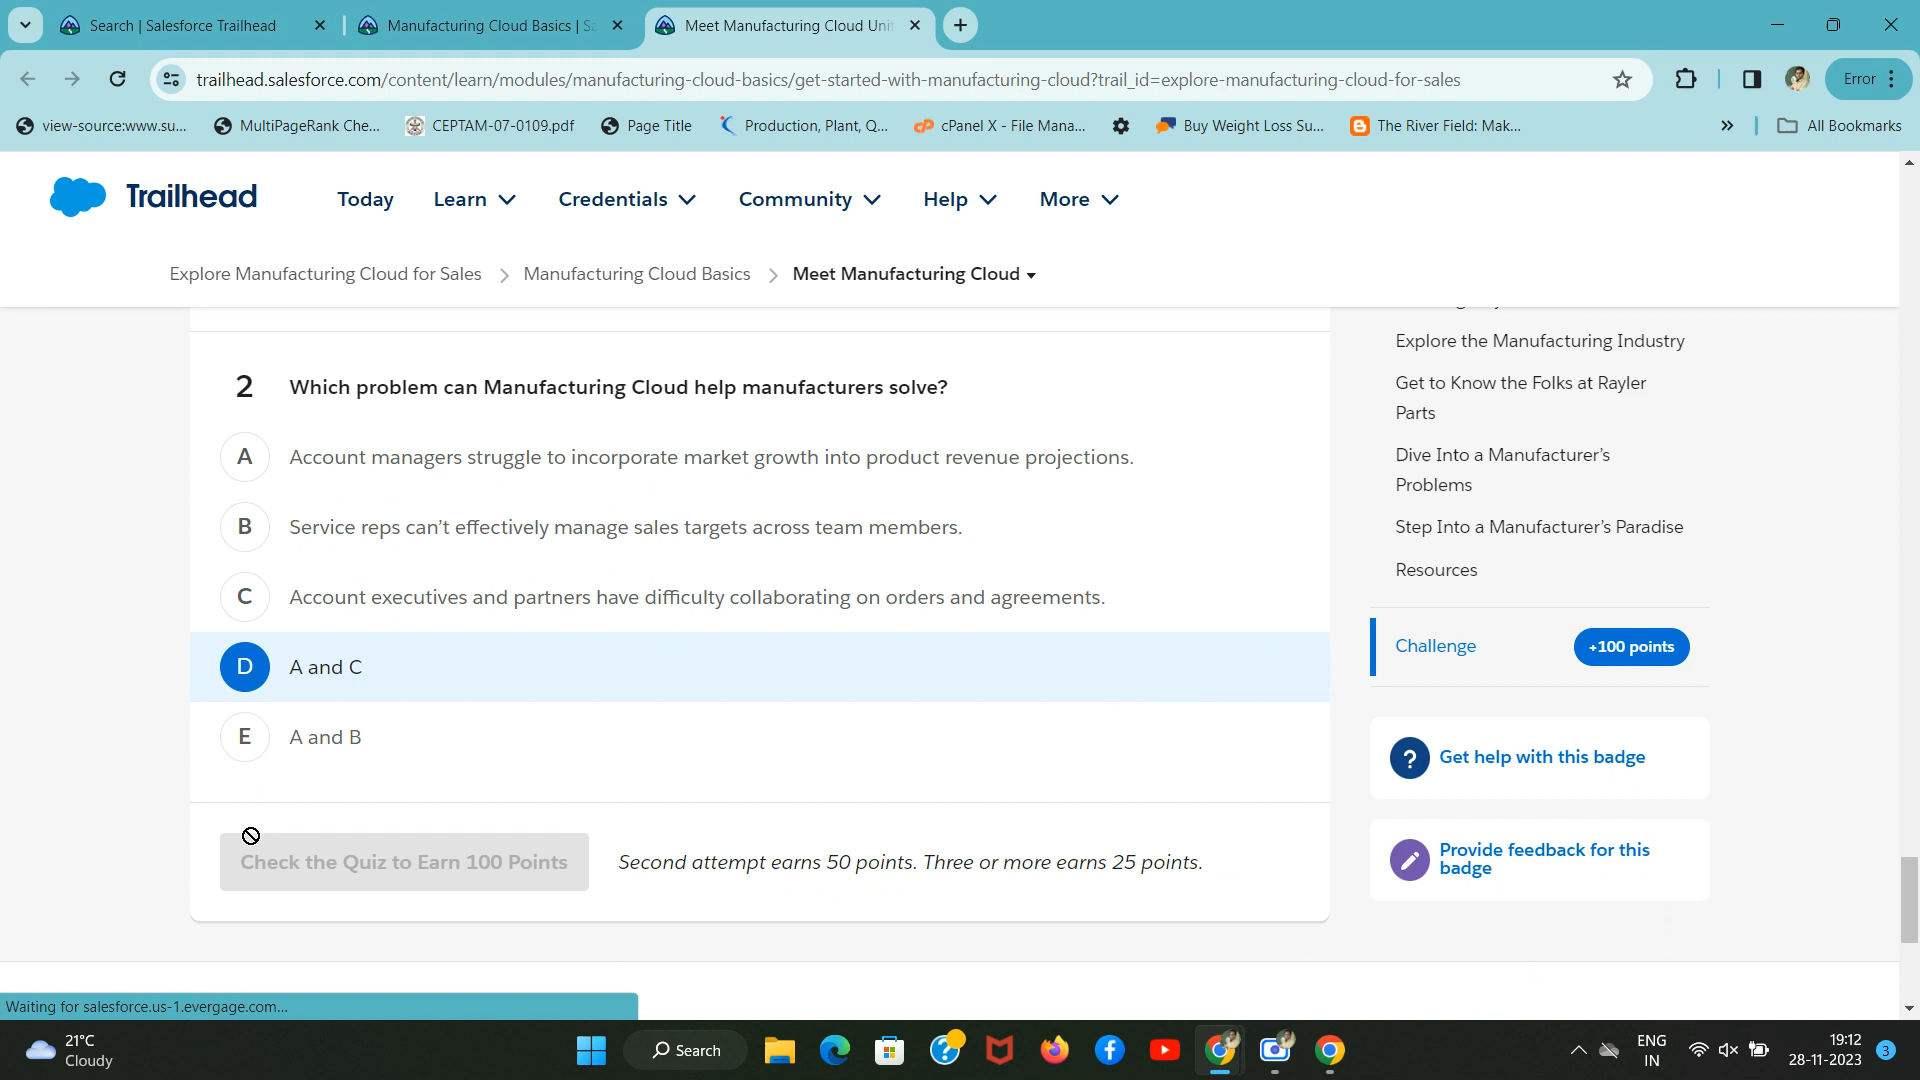 Search | Salesforce Trailhead
Manufacturing Cloud Basics | Sa
Meet Manufacturing Cloud Unit
trailhead.salesforce.com/content/learn/modules/manufacturing-cloud-basics/get-started-with-manufacturing-cloud?trail_id=explore-manufacturing-cloud-for-sales
Error
view-source:www.su...
MultiPageRank Che...
CEPTAM-07-0109.pdf
Page Title
Production, Plant, Q...
cPanel X - File Mana...
Buy Weight Loss Su...
The River Field: Mak...
All Bookmarks
Trailhead
Today
Learn
Credentials
Community
Help
More
Explore Manufacturing Cloud for Sales
Manufacturing Cloud Basics
Meet Manufacturing Cloud
2 Which problem can Manufacturing Cloud help manufacturers solve?
A Account managers struggle to incorporate market growth into product revenue projections.
B Service reps can’t effectively manage sales targets across team members.
C Account executives and partners have difficulty collaborating on orders and agreements.
D A and C
E A and B
Check the Quiz to Earn 100 Points
Second attempt earns 50 points. Three or more earns 25 points.
Explore the Manufacturing Industry
Get to Know the Folks at Rayler
Parts
Dive Into a Manufacturer’s
Problems
Step Into a Manufacturer’s Paradise
Resources
Challenge
+100 points
Get help with this badge
Provide feedback for this
badge
Waiting for salesforce.us-1.evergage.com...
21°C
Cloudy
Search
ENG
IN
19:12
28-11-2023
3